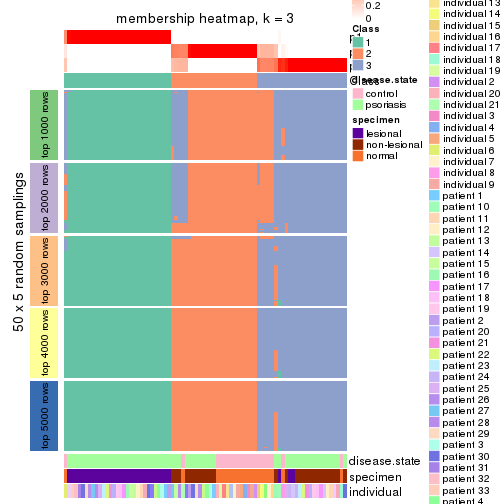 membership heatmap, k = 3
0.2
0
Class
1
2
3
disease.state
control
psoriasis
specimen
lesional
non-lesional
normal
50 x 5 random samplings
top 1000 rows
top 2000 rows
top 3000 rows
top 4000 rows
top 5000 rows
disease.state
specimen
individual
individual 13
individual 14
individual 15
individual 16
individual 17
individual 18
individual 19
individual 2
individual 20
individual 21
individual 3
individual 4
individual 5
individual 6
individual 7
individual 8
individual 9
patient 1
patient 10
patient 11
patient 12
patient 13
patient 14
patient 15
patient 16
patient 17
patient 18
patient 19
patient 2
patient 20
patient 21
patient 22
patient 23
patient 24
patient 25
patient 26
patient 27
patient 28
patient 29
patient 3
patient 30
patient 31
patient 32
patient 33
patient 4